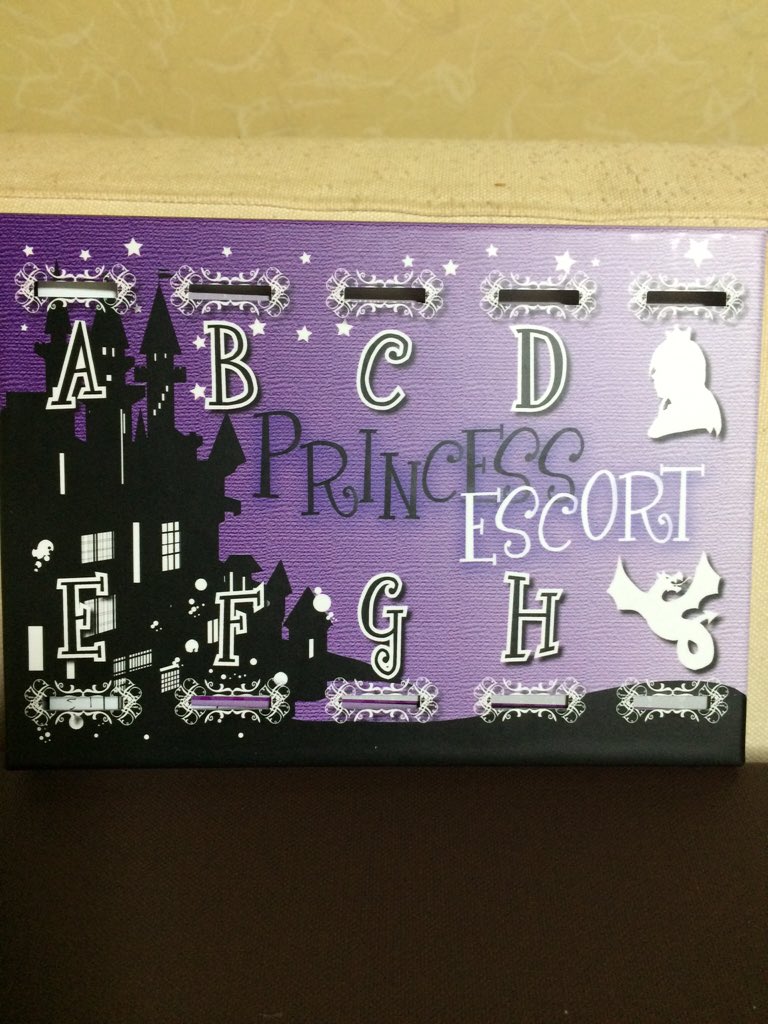 A B C D
PRINCESS
ESCORT
E F G H